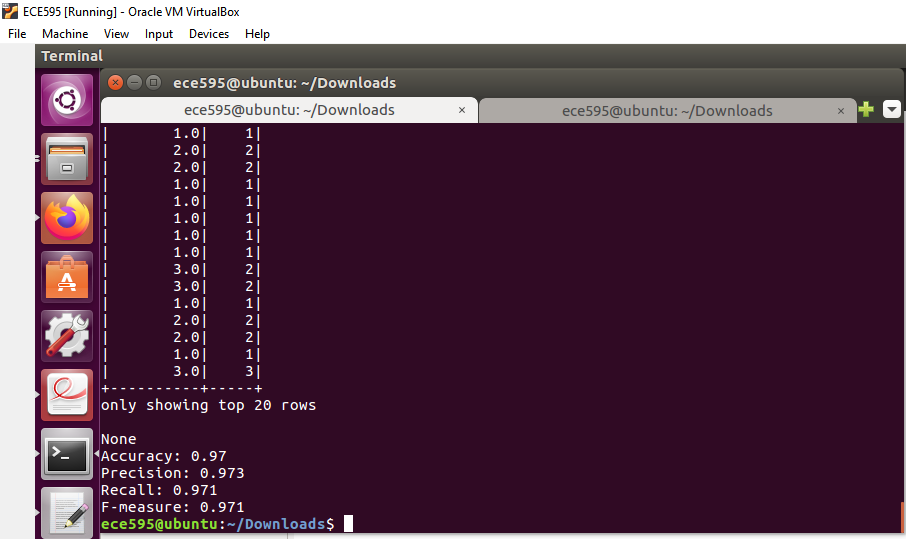 ECE595 [Running] - Oracle VM VirtualBox
File Machine View Input Devices Help
Terminal
ece595@ubuntu: ~/Downloads
ece595@ubuntu: ~/Downloads × ece595@ubuntu: ~/Downloads ×
| 1.0| 1|
| 2.0| 2|
| 2.0| 2|
| 1.0| 1|
| 1.0| 1|
| 1.0| 1|
| 1.0| 1|
| 1.0| 1|
| 3.0| 2|
| 3.0| 2|
| 1.0| 1|
| 2.0| 2|
| 2.0| 2|
| 1.0| 1|
| 3.0| 3|
+----------+-----+
only showing top 20 rows
None
Accuracy: 0.97
Precision: 0.973
Recall: 0.971
F-measure: 0.971
ece595@ubuntu:~/Downloads$